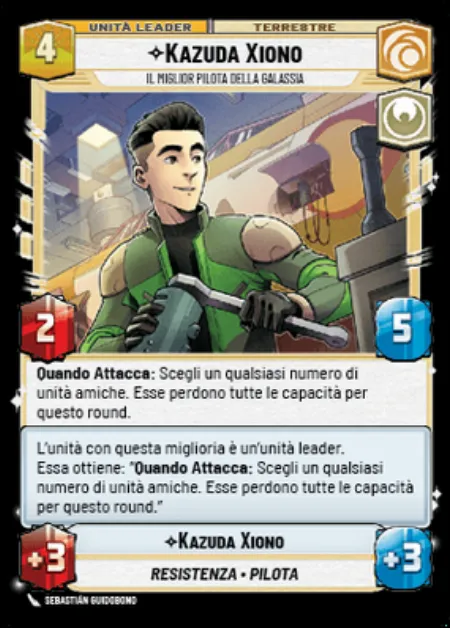 4
UNITÀ LEADER
TERRESTRE
KAZUDA XIONO
IL MIGLIOR PILOTA DELLA GALASSIA
2
5
Quando Attacca: Scegli un qualsiasi numero di
unità amiche. Esse perdono tutte le capacità per
questo round.
L'unità con questa miglioria è un'unità leader.
Essa ottiene: "Quando Attacca: Scegli un qualsiasi
numero di unità amiche. Esse perdono tutte le capacità
per questo round."
KAZUDA XIONO
+3
+3
RESISTENZA • PILOTA
SEBASTIÁN GUIDOBONO